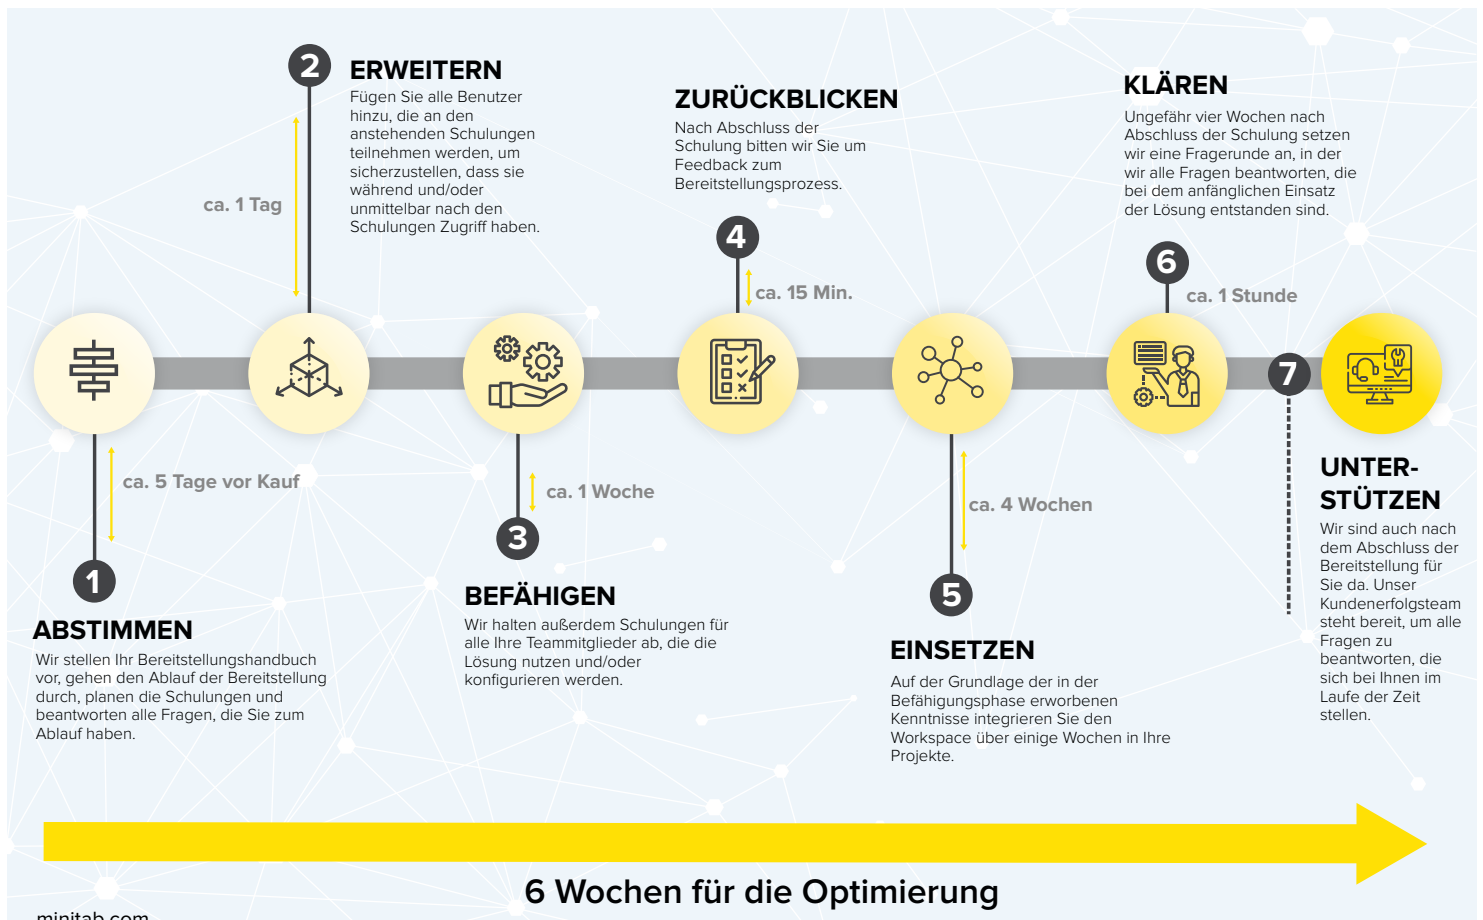 2
ERWEITERN
Fügen Sie alle Benutzer
hinzu, die an den
anstehenden Schulungen
teilnehmen werden, um
sicherzustellen, dass sie
während und/oder
unmittelbar nach den
Schulungen Zugriff haben.
ca. 1 Tag
ZURÜCKBLICKEN
Nach Abschluss der
Schulung bitten wir Sie um
Feedback zum
Bereitstellungsprozess.
4
ca. 15 Min.
KLÄREN
Ungefähr vier Wochen nach
Abschluss der Schulung setzen
wir eine Fragerunde an, in der
wir alle Fragen beantworten, die
bei dem anfänglichen Einsatz
der Lösung entstanden sind.
6
ca. 1 Stunde
ca. 5 Tage vor Kauf
1
ABSTIMMEN
Wir stellen Ihr Bereitstellungshandbuch
vor, gehen den Ablauf der Bereitstellung
durch, planen die Schulungen und
beantworten alle Fragen, die Sie zum
Ablauf haben.
ca. 1 Woche
3
BEFÄHIGEN
Wir halten außerdem Schulungen für
alle Ihre Teammitglieder ab, die die
Lösung nutzen und/oder
konfigurieren werden.
ca. 4 Wochen
5
EINSETZEN
Auf der Grundlage der in der
Befähigungsphase erworbenen
Kenntnisse integrieren Sie den
Workspace über einige Wochen in Ihre
Projekte.
7
UNTER-
STÜTZEN
Wir sind auch nach
dem Abschluss der
Bereitstellung für
Sie da. Unser
Kundenerfolgsteam
steht bereit, um alle
Fragen zu
beantworten, die
sich bei Ihnen im
Laufe der Zeit
stellen.
6 Wochen für die Optimierung
minitab.com